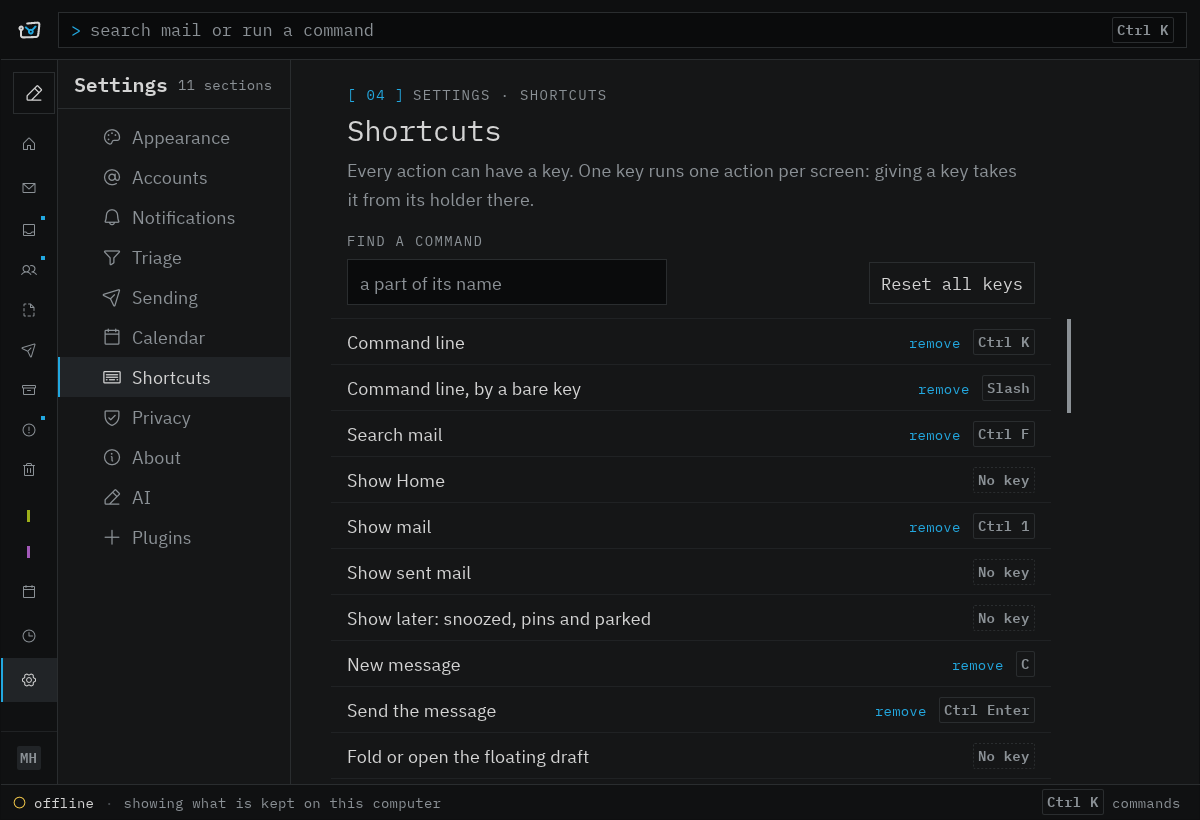 > search mail or run a command Ctrl K
Settings 11 sections
Appearance
Accounts
Notifications
Triage
Sending
Calendar
Shortcuts
Privacy
About
AI
Plugins
MH
[ 04 ] SETTINGS · SHORTCUTS
Shortcuts
Every action can have a key. One key runs one action per screen: giving a key takes
it from its holder there.
FIND A COMMAND
a part of its name
Reset all keys
Command line remove Ctrl K
Command line, by a bare key remove Slash
Search mail remove Ctrl F
Show Home No key
Show mail remove Ctrl 1
Show sent mail No key
Show later: snoozed, pins and parked No key
New message remove C
Send the message remove Ctrl Enter
Fold or open the floating draft No key
offline · showing what is kept on this computer Ctrl K commands